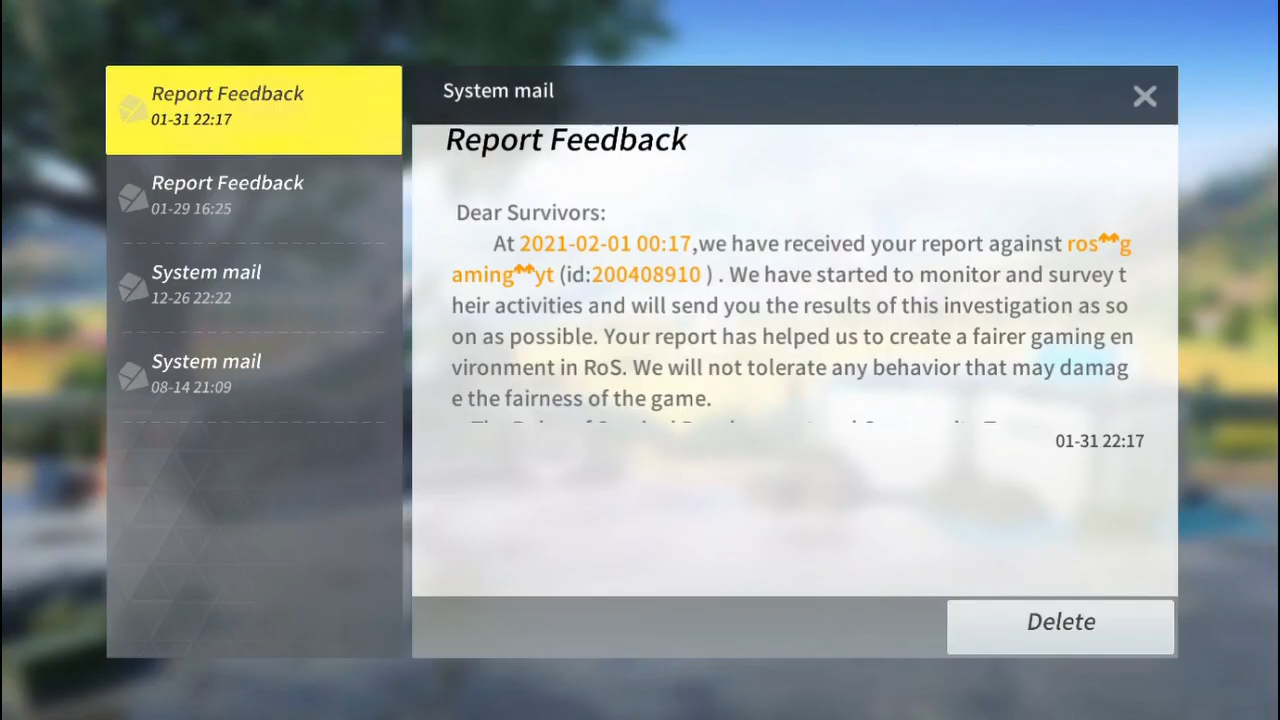 Report Feedback
01-31 22:17
Report Feedback
01-29 16:25
System mail
12-26 22:22
System mail
08-14 21:09
System mail
Report Feedback
Dear Survivors:
At 2021-02-01 00:17,we have received your report against ros^^g
aming^^yt (id:200408910 ) . We have started to monitor and survey t
heir activities and will send you the results of this investigation as so
on as possible. Your report has helped us to create a fairer gaming en
vironment in RoS. We will not tolerate any behavior that may damag
e the fairness of the game.
01-31 22:17
Delete